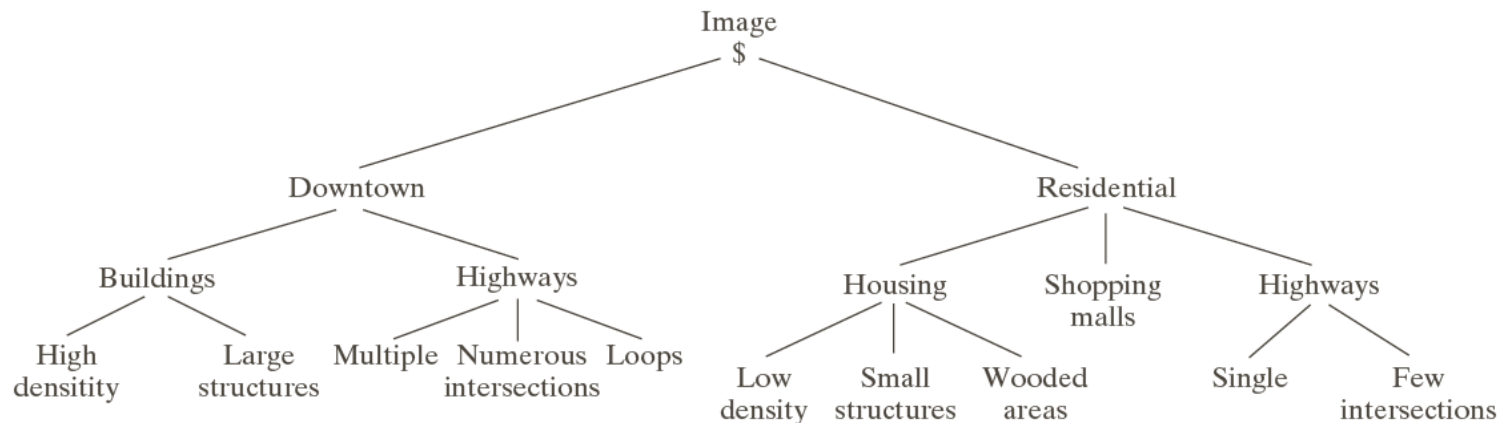 Image
$
Downtown
Residential
Buildings
Highways
Housing
Shopping
malls
Highways
High
densitity
Large
structures
Multiple
Numerous
intersections
Loops
Low
density
Small
structures
Wooded
areas
Single
Few
intersections